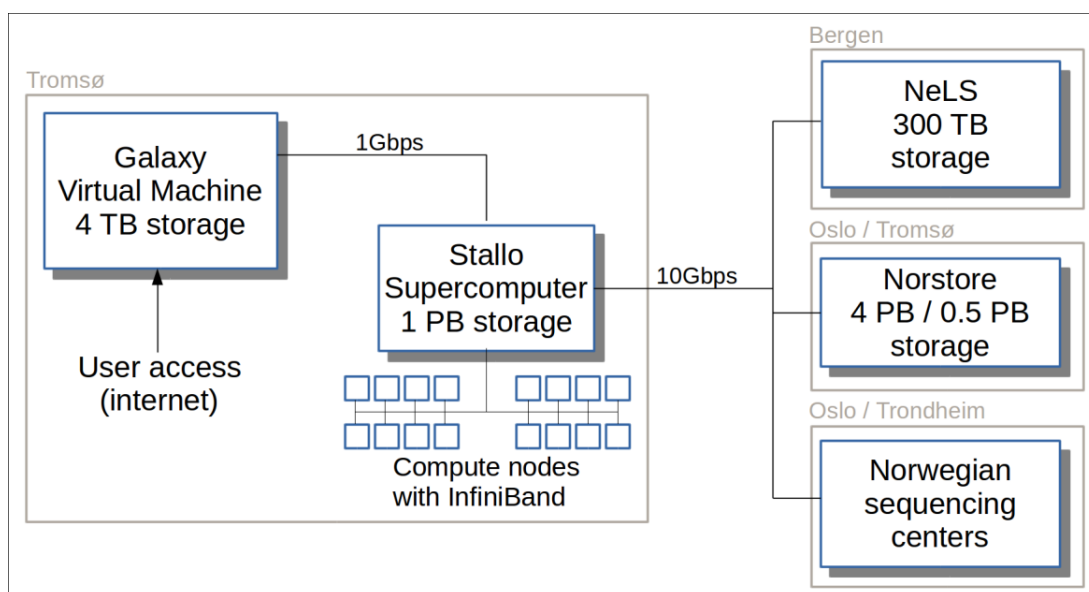 Tromsø
Galaxy
Virtual Machine
4 TB storage
User access
(internet)
1Gbps
Stallo
Supercomputer
1 PB storage
Compute nodes
with InfiniBand
10Gbps
Bergen
NeLS
300 TB
storage
Oslo / Tromsø
Norstore
4 PB / 0.5 PB
storage
Oslo / Trondheim
Norwegian
sequencing
centers